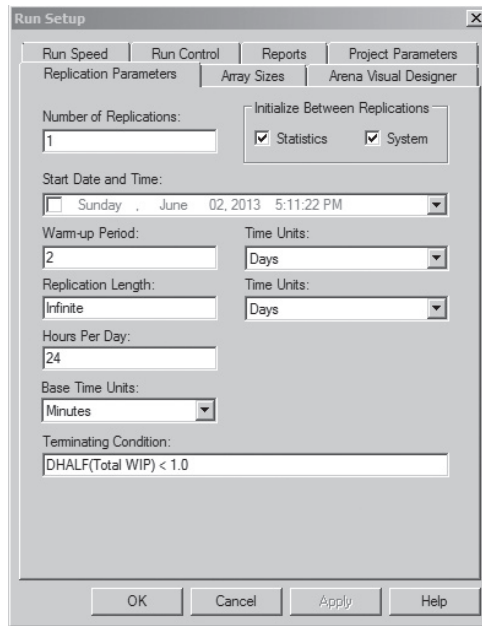 Run Setup
Run Speed Run Control Reports Project Parameters
Replication Parameters Array Sizes Arena Visual Designer
Number of Replications:
1
Initialize Between Replications
Statistics System
Start Date and Time:
Sunday , June 02, 2013 5:11:22 PM
Warm-up Period: Time Units:
2 Days
Replication Length: Time Units:
Infinite Days
Hours Per Day:
24
Base Time Units:
Minutes
Terminating Condition:
DHALF(Total WIP) < 1.0
OK Cancel Apply Help